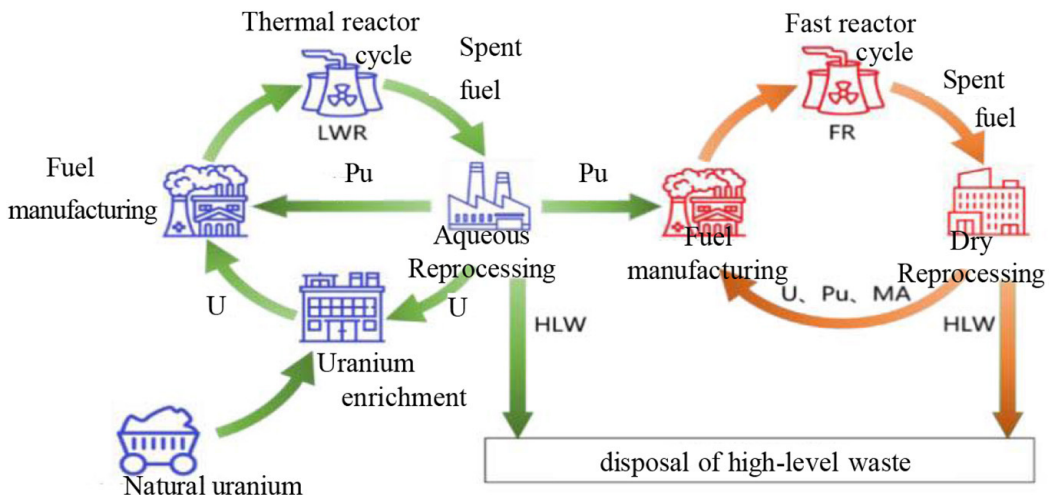 Thermal reactor
cycle
Spent
fuel
LWR
Fuel
manufacturing
Pu
Aqueous
Reprocessing
U
U
HLW
Uranium
enrichment
Natural uranium
Pu
Fast reactor
cycle
Spent
fuel
FR
Fuel
manufacturing
Dry
Reprocessing
U、Pu、MA
HLW
disposal of high-level waste